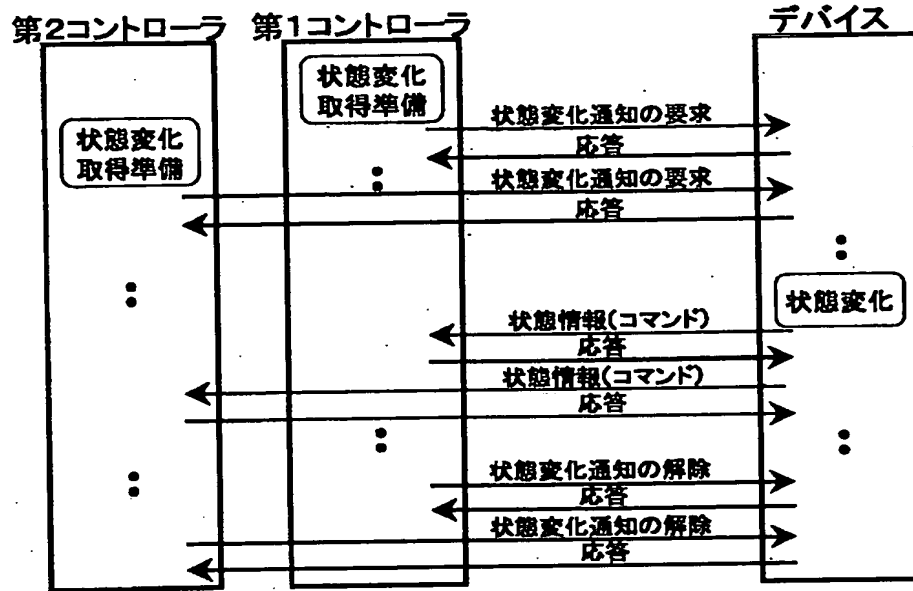 第2コントローラ
第1コントローラ
デバイス
状態変化
取得準備
状態変化通知の要求
応答
状態変化
取得準備
状態変化通知の要求
応答
状態変化
状態情報(コマンド)
応答
状態情報(コマンド)
応答
状態変化通知の解除
応答
状態変化通知の解除
応答